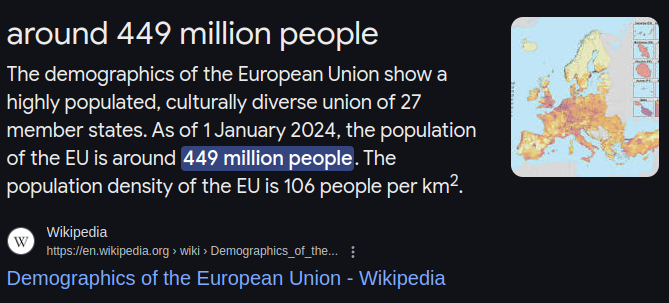 around 449 million people
The demographics of the European Union show a
highly populated, culturally diverse union of 27
member states. As of 1 January 2024, the population
of the EU is around 449 million people. The
population density of the EU is 106 people per km².
W
Wikipedia
https://en.wikipedia.org › wiki › Demographics_of_the...
Demographics of the European Union - Wikipedia